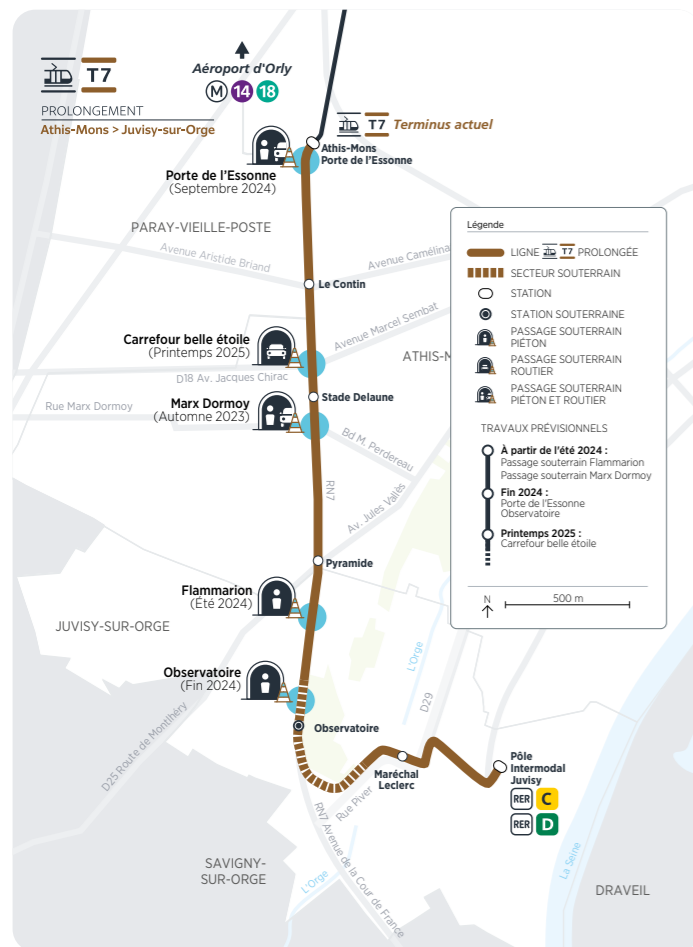 T7
PROLONGEMENT
Athis-Mons > Juvisy-sur-Orge
Aéroport d'Orly
M 14 18
T7 Terminus actuel
Athis-Mons
Porte de l'Essonne
Porte de l'Essonne
(Septembre 2024)
PARAY-VIEILLE-POSTE
Avenue Aristide Briand
Avenue Camélina
Le Contin
Avenue Marcel Sembat
Carrefour belle étoile
(Printemps 2025)
ATHIS-M
D18 Av. Jacques Chirac
Stade Delaune
Marx Dormoy
(Automne 2023)
Rue Marx Dormoy
Bd M. Perdereau
RN7
Av. Jules Vallès
Pyramide
Flammarion
(Été 2024)
JUVISY-SUR-ORGE
L'Orge
Observatoire
(Fin 2024)
D29
D25 Route de Montlhéry
Observatoire
Maréchal
Leclerc
Pôle
Intermodal
Juvisy
RER C
RER D
Rue Piver
RN7 Avenue de la Cour de France
La Seine
SAVIGNY-
SUR-ORGE
L'Orge
DRAVEIL
Légende
LIGNE T7 PROLONGÉE
SECTEUR SOUTERRAIN
STATION
STATION SOUTERRAINE
PASSAGE SOUTERRAIN
PIÉTON
PASSAGE SOUTERRAIN
ROUTIER
PASSAGE SOUTERRAIN
PIÉTON ET ROUTIER
TRAVAUX PRÉVISIONNELS
À partir de l'été 2024 :
Passage souterrain Flammarion
Passage souterrain Marx Dormoy
Fin 2024 :
Porte de l'Essonne
Observatoire
Printemps 2025 :
Carrefour belle étoile
N
500 m